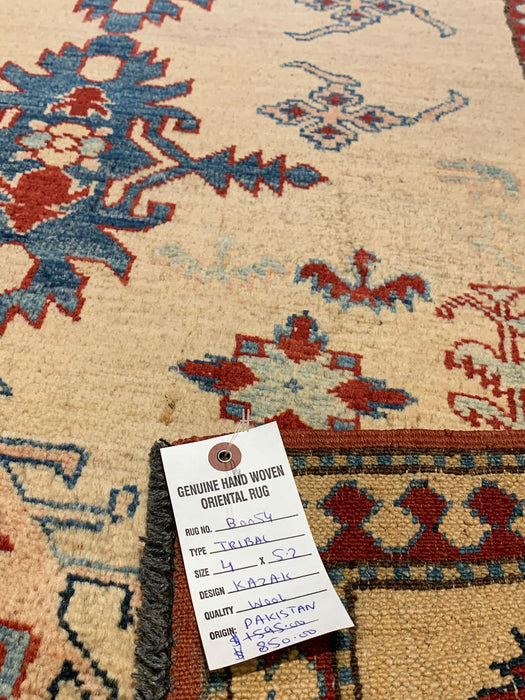 GENUINE HAND WOVEN
ORIENTAL RUG
RUG NO. B0054
TYPE TRIBAL
SIZE 4 X 5.2
DESIGN KAZAK
QUALITY Wool
ORIGIN: PAKISTAN
$ 1595.00
$ 850.00